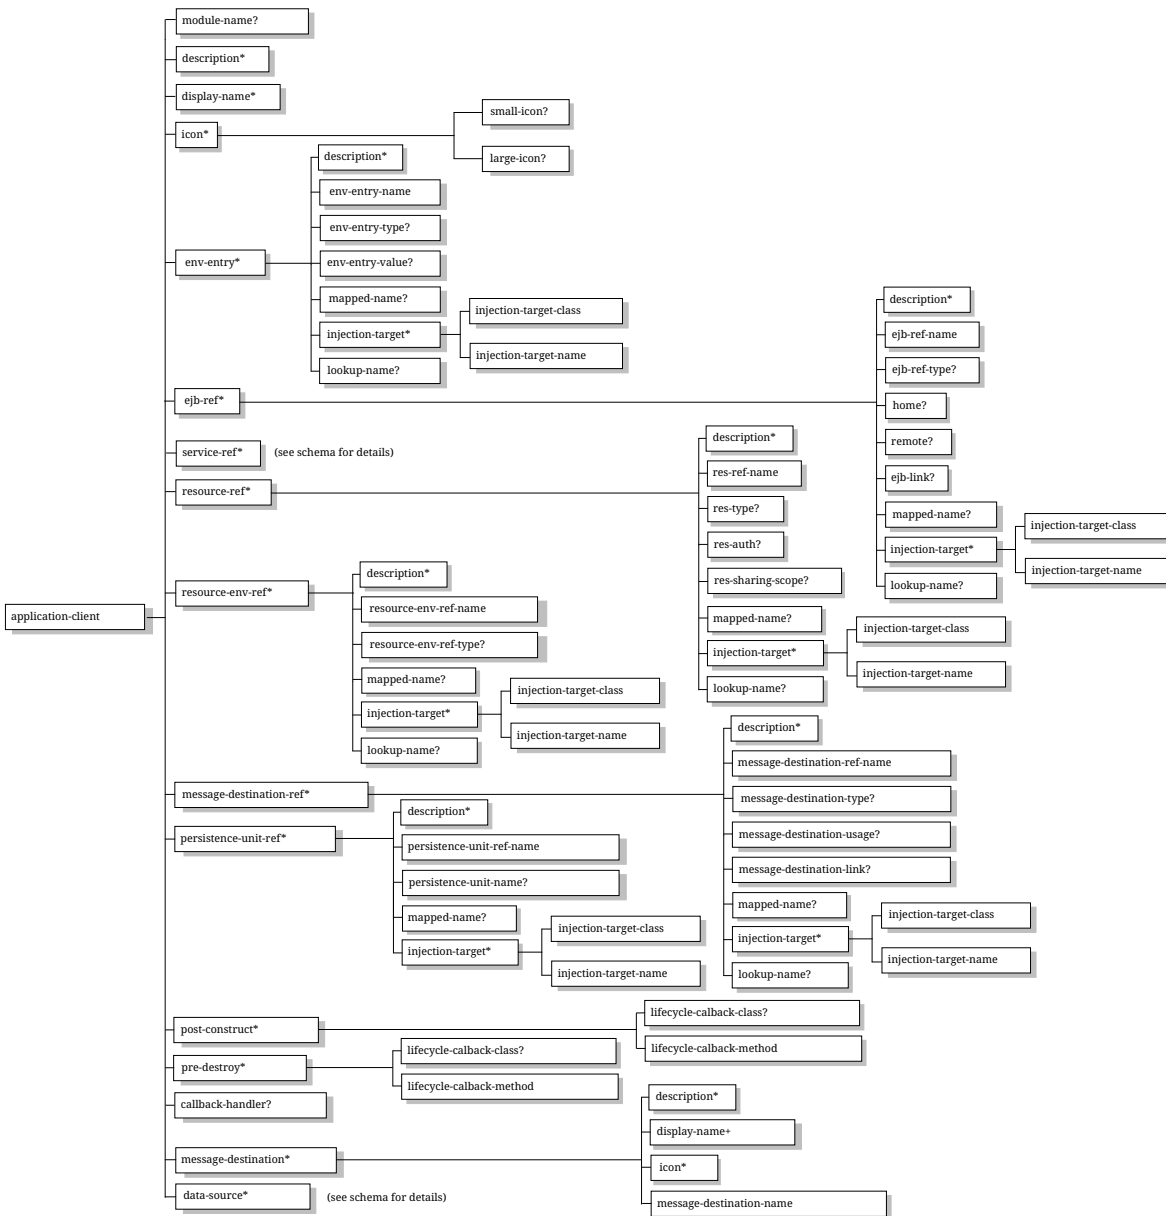 application-client
module-name?
description*
display-name*
icon*
small-icon?
large-icon?
env-entry*
description*
env-entry-name
env-entry-type?
env-entry-value?
mapped-name?
injection-target*
injection-target-class
injection-target-name
lookup-name?
ejb-ref*
description*
ejb-ref-name
ejb-ref-type?
home?
remote?
ejb-link?
mapped-name?
injection-target*
injection-target-class
injection-target-name
lookup-name?
service-ref* (see schema for details)
resource-ref*
description*
res-ref-name
res-type?
res-auth?
res-sharing-scope?
mapped-name?
injection-target*
injection-target-class
injection-target-name
lookup-name?
resource-env-ref*
description*
resource-env-ref-name
resource-env-ref-type?
mapped-name?
injection-target*
injection-target-class
injection-target-name
lookup-name?
message-destination-ref*
description*
message-destination-ref-name
message-destination-type?
message-destination-usage?
message-destination-link?
mapped-name?
injection-target*
injection-target-class
injection-target-name
lookup-name?
persistence-unit-ref*
description*
persistence-unit-ref-name
persistence-unit-name?
mapped-name?
injection-target*
injection-target-class
injection-target-name
post-construct*
lifecycle-calback-class?
lifecycle-calback-method
pre-destroy*
lifecycle-calback-class?
lifecycle-calback-method
callback-handler?
message-destination*
description*
display-name+
icon*
message-destination-name
data-source* (see schema for details)